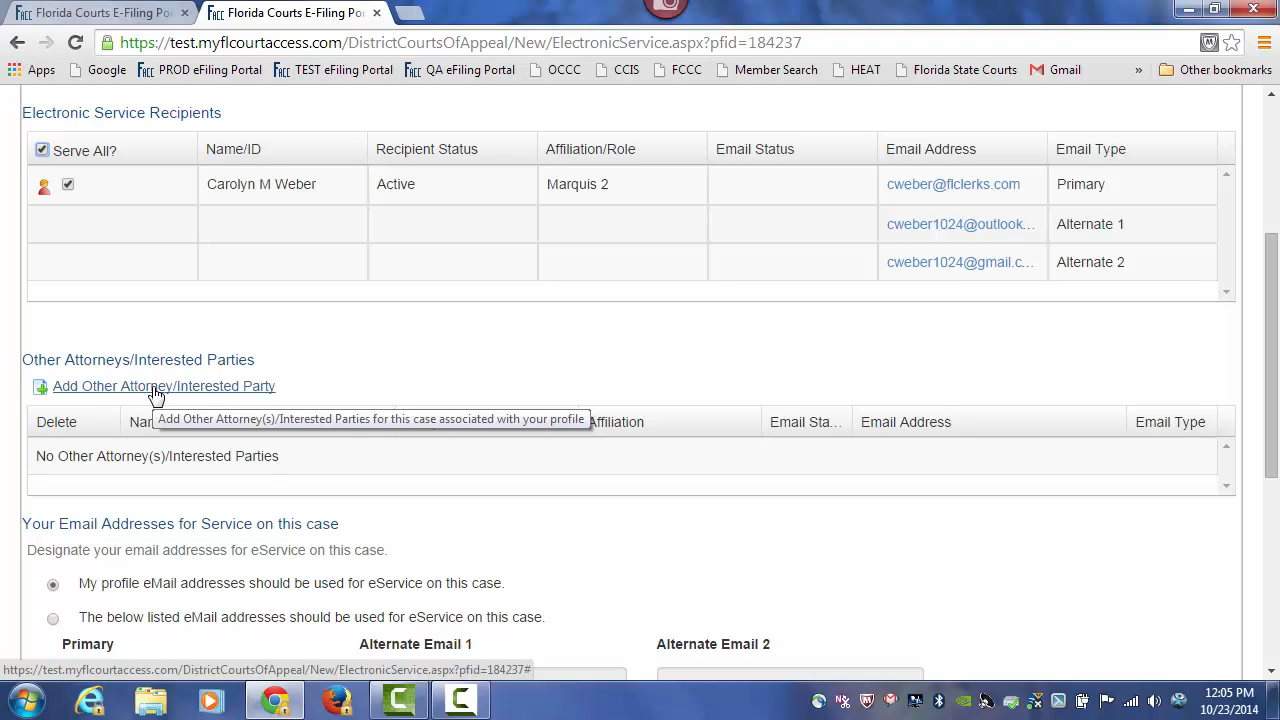 Florida Courts E-Filing Po
Florida Courts E-Filing Po
https://test.myflcourtaccess.com/DistrictCourtsOfAppeal/New/ElectronicService.aspx?pfid=184237
Apps Google PROD eFiling Portal TEST eFiling Portal QA eFiling Portal OCCC CCIS FCCC Member Search HEAT Florida State Courts Gmail » Other bookmarks
Electronic Service Recipients
Serve All? Name/ID Recipient Status Affiliation/Role Email Status Email Address Email Type
Carolyn M Weber Active Marquis 2 cweber@flclerks.com Primary
cweber1024@outlook... Alternate 1
cweber1024@gmail.c... Alternate 2
Other Attorneys/Interested Parties
Add Other Attorney/Interested Party
Add Other Attorney(s)/Interested Parties for this case associated with your profile
Delete Affiliation Email Sta... Email Address Email Type
No Other Attorney(s)/Interested Parties
Your Email Addresses for Service on this case
Designate your email addresses for eService on this case.
My profile eMail addresses should be used for eService on this case.
The below listed eMail addresses should be used for eService on this case.
Primary Alternate Email 1 Alternate Email 2
https://test.myflcourtaccess.com/DistrictCourtsOfAppeal/New/ElectronicService.aspx?pfid=184237#
12:05 PM
10/23/2014